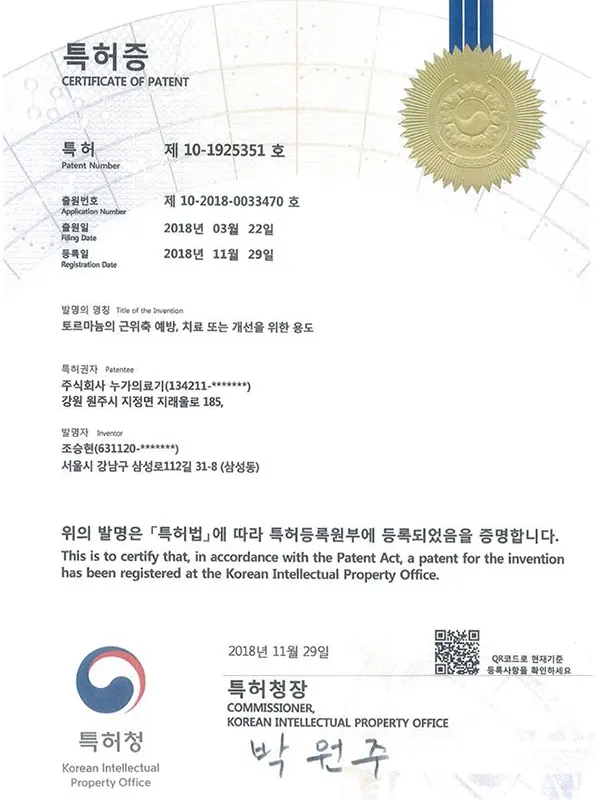 특허증
CERTIFICATE OF PATENT
특허 제 10-1925351 호
Patent Number
출원번호 제 10-2018-0033470 호
Application Number
출원일 2018년 03월 22일
Filing Date
등록일 2018년 11월 29일
Registration Date
발명의 명칭 Title of the Invention
토르마늄의 근위축 예방, 치료 또는 개선을 위한 용도
특허권자 Patentee
주식회사 누가의료기(134211-*******)
강원 원주시 지정면 지래울로 185,
발명자 Inventor
조승현(631120-*******)
서울시 강남구 삼성로112길 31-8 (삼성동)
위의 발명은 「특허법」에 따라 특허등록원부에 등록되었음을 증명합니다.
This is to certify that, in accordance with the Patent Act, a patent for the invention
has been registered at the Korean Intellectual Property Office.
2018년 11월 29일
QR코드로 현재기준
등록사항을 확인하세요
특허청장
COMMISSIONER,
KOREAN INTELLECTUAL PROPERTY OFFICE
박원주
특허청
Korean Intellectual
Property Office